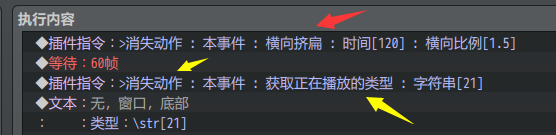 执行内容
◆插件指令：>消失动作 : 本事件 : 横向挤扁 : 时间[120] : 横向比例[1.5]
◆等待：60帧
◆插件指令：>消失动作 : 本事件 : 获取正在播放的类型 : 字符串[21]
◆文本：无, 窗口, 底部
：　　：类型：\str[21]